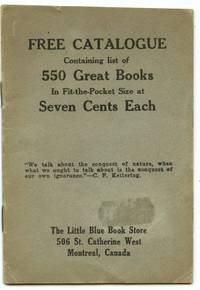 FREE CATALOGUE
Containing list of
550 Great Books
In Fit-the-Pocket Size at
Seven Cents Each
"We talk about the conquest of nature, when
what we ought to talk about is the conquest of
our own ignorance."—C. F. Kettering.
The Little Blue Book Store
506 St. Catherine West
Montreal, Canada